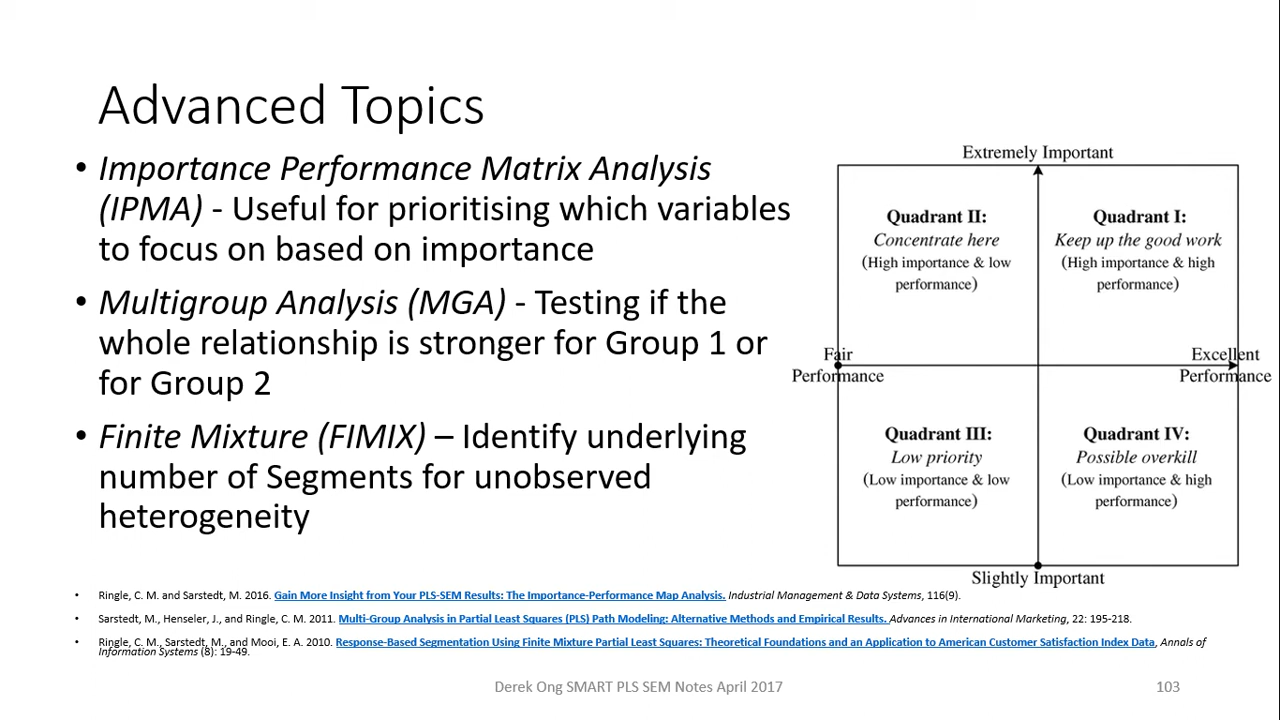 Advanced Topics
• Importance Performance Matrix Analysis
(IPMA) - Useful for prioritising which variables
to focus on based on importance
• Multigroup Analysis (MGA) - Testing if the
whole relationship is stronger for Group 1 or
for Group 2
• Finite Mixture (FIMIX) – Identify underlying
number of Segments for unobserved
heterogeneity
Extremely Important
Quadrant II:
Concentrate here
(High importance & low
performance)
Quadrant I:
Keep up the good work
(High importance & high
performance)
Fair
Performance
Excellent
Performance
Quadrant III:
Low priority
(Low importance & low
performance)
Quadrant IV:
Possible overkill
(Low importance & high
performance)
Slightly Important
• Ringle, C. M. and Sarstedt, M. 2016. Gain More Insight from Your PLS-SEM Results: The Importance-Performance Map Analysis. Industrial Management & Data Systems, 116(9).
• Sarstedt, M., Henseler, J., and Ringle, C. M. 2011. Multi-Group Analysis in Partial Least Squares (PLS) Path Modeling: Alternative Methods and Empirical Results. Advances in International Marketing, 22: 195-218.
• Ringle, C. M., Sarstedt, M., and Mooi, E. A. 2010. Response-Based Segmentation Using Finite Mixture Partial Least Squares: Theoretical Foundations and an Application to American Customer Satisfaction Index Data, Annals of
Information Systems (8): 19-49.
Derek Ong SMART PLS SEM Notes April 2017
103